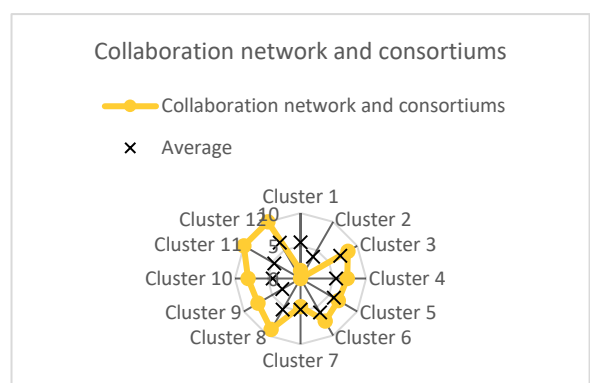 Collaboration network and consortiums
Collaboration network and consortiums
Average
Cluster 1
Cluster 2
Cluster 3
Cluster 4
Cluster 5
Cluster 6
Cluster 7
Cluster 8
Cluster 9
Cluster 10
Cluster 11
Cluster 12
10
5